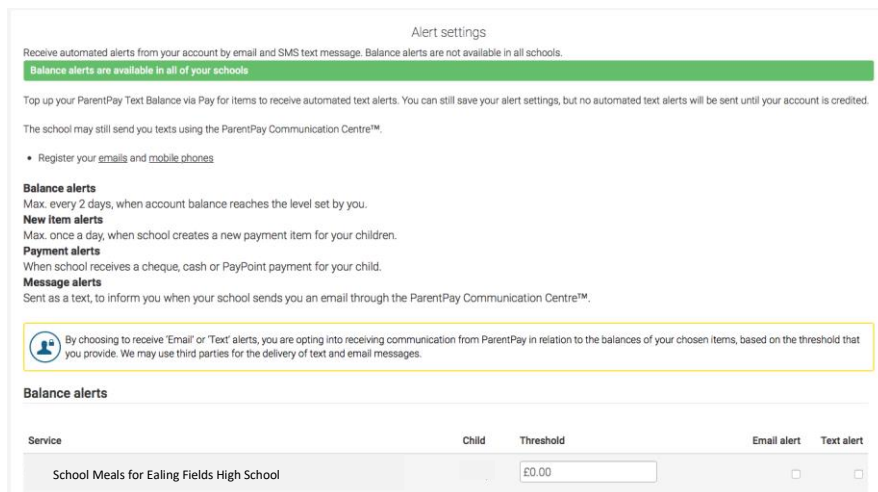 Alert settings
Receive automated alerts from your account by email and SMS text message. Balance alerts are not available in all schools.
Balance alerts are available in all of your schools
Top up your ParentPay Text Balance via Pay for items to receive automated text alerts. You can still save your alert settings, but no automated text alerts will be sent until your account is credited.
The school may still send you texts using the ParentPay Communication Centre™.
• Register your emails and mobile phones
Balance alerts
Max. every 2 days, when account balance reaches the level set by you.
New item alerts
Max. once a day, when school creates a new payment item for your children.
Payment alerts
When school receives a cheque, cash or PayPoint payment for your child.
Message alerts
Sent as a text, to inform you when your school sends you an email through the ParentPay Communication Centre™.
By choosing to receive 'Email' or 'Text' alerts, you are opting into receiving communication from ParentPay in relation to the balances of your chosen items, based on the threshold that
you provide. We may use third parties for the delivery of text and email messages.
Balance alerts
Service Child Threshold Email alert Text alert
School Meals for Ealing Fields High School £0.00